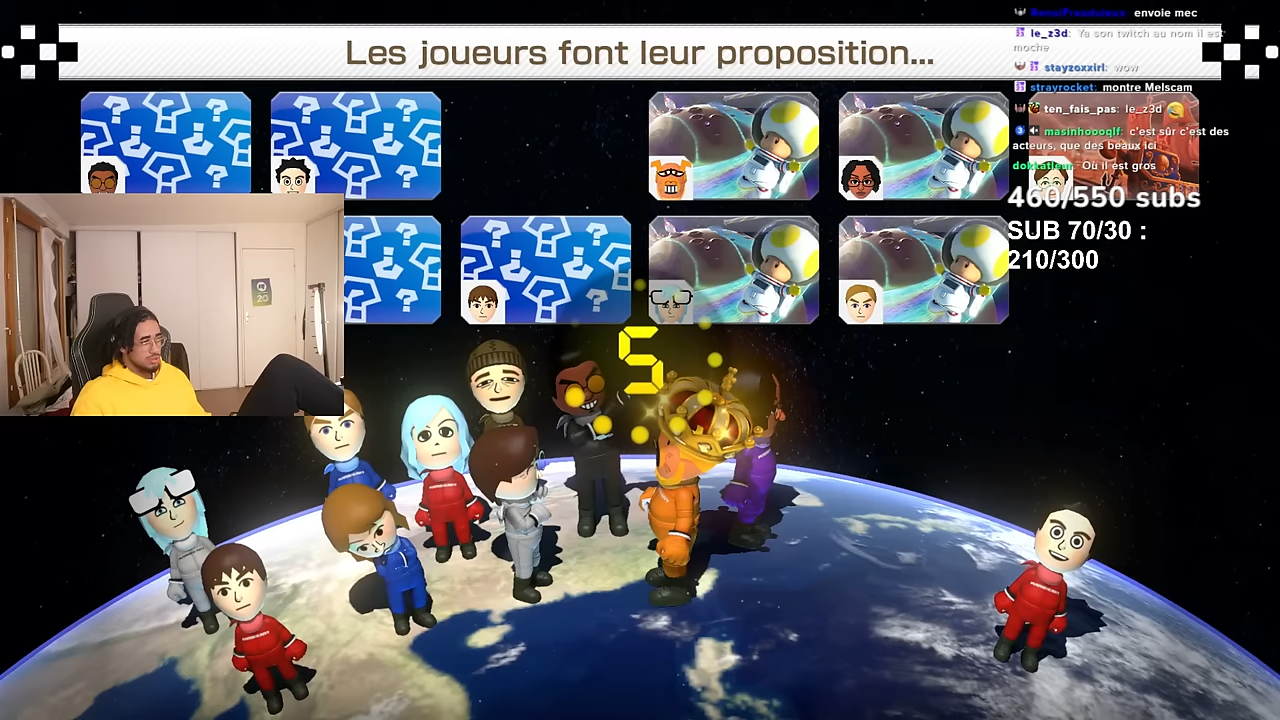 Les joueurs font leur proposition...
envoie mec
le_z3d: Ya son twitch au nom il est
moche
stayzoxxirl: wow
strayrocket: montre Melscam
ten_fais_pas: le_z3d
masinhoooqlf: c'est sûr c'est des
acteurs, que des beaux ici
Où il est gros
460/550 subs
SUB 70/30 :
210/300
5
20